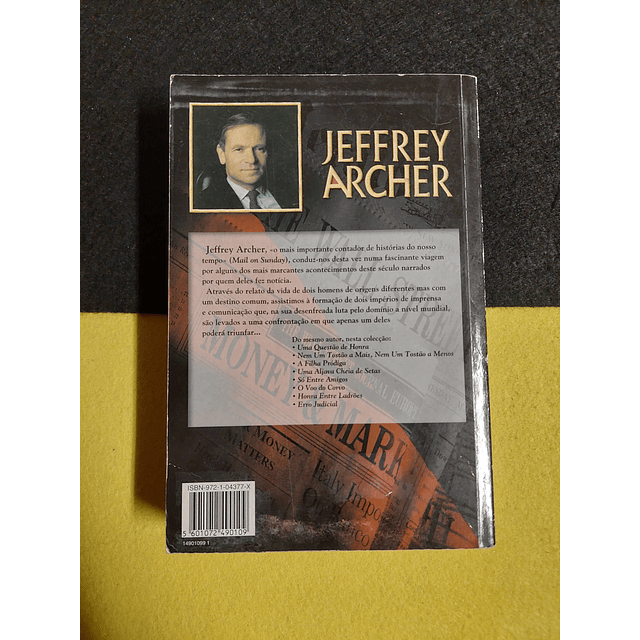 JEFFREY
ARCHER
Jeffrey Archer, «o mais importante contador de histórias do nosso
tempo» (Mail on Sunday), conduz-nos desta vez numa fascinante viagem
por alguns dos mais marcantes acontecimentos deste século narrados
por quem deles fez notícia.
Através do relato da vida de dois homens de origens diferentes mas com
um destino comum, assistimos à formação de dois impérios de imprensa
e comunicação que, na sua desenfreada luta pelo domínio a nível mundial,
são levados a uma confrontação em que apenas um deles
poderá triunfar...
Do mesmo autor, nesta colecção:
• Uma Questão de Honra
• Nem Um Tostão a Mais, Nem Um Tostão a Menos
• A Filha Pródiga
• Uma Aljava Cheia de Setas
• Só Entre Amigos
• O Voo do Corvo
• Honra Entre Ladrões
• Erro Judicial
MONEY & MARK
& MONEY
MATTERS
Italy Impo
ISBN-972-1-04377-X
5 601072 490109
14901099 1